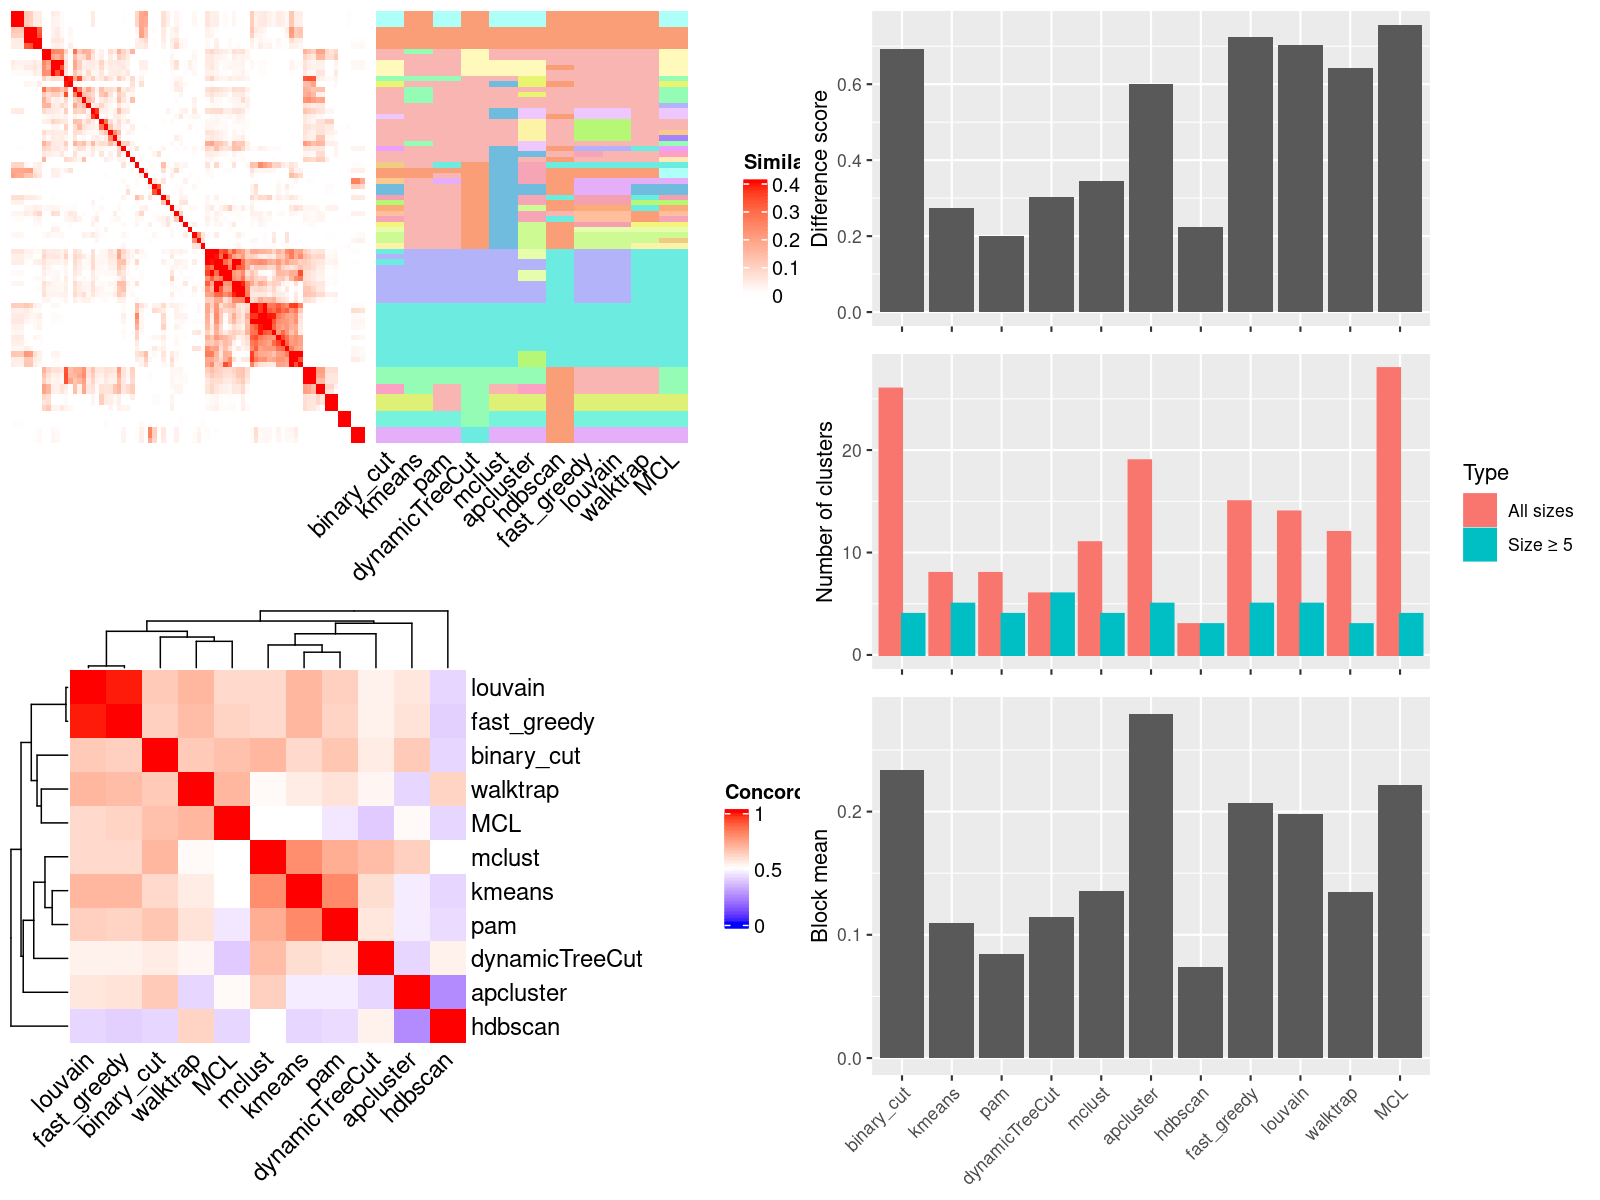 Simila
0.4
0.3
0.2
0.1
0
binary_cut
kmeans
pam
dynamicTreeCut
mclust
apcluster
hdbscan
fast_greedy
louvain
walktrap
MCL
louvain
fast_greedy
binary_cut
walktrap
MCL
mclust
kmeans
pam
dynamicTreeCut
apcluster
hdbscan
louvain
fast_greedy
binary_cut
walktrap
MCL
mclust
kmeans
pam
dynamicTreeCut
apcluster
hdbscan
Concord
1
0.5
0
Difference score
0.6
0.4
0.2
0.0
Number of clusters
20
10
0
Type
All sizes
Size ≥ 5
Block mean
0.2
0.1
0.0
binary_cut
kmeans
pam
dynamicTreeCut
mclust
apcluster
hdbscan
fast_greedy
louvain
walktrap
MCL